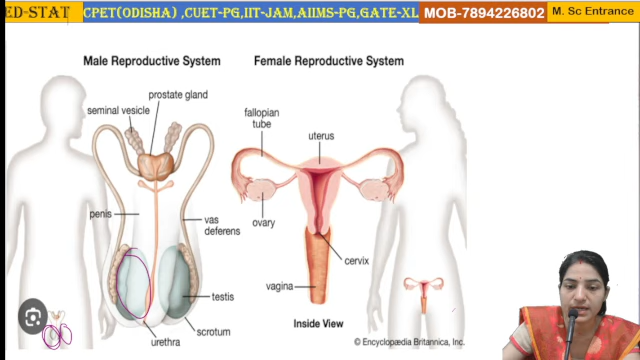 ED-STAT
CPET(ODISHA) ,CUET-PG,IIT-JAM,AIIMS-PG,GATE-XL
MOB-7894226802
M. Sc Entrance
Male Reproductive System
Female Reproductive System
prostate gland
seminal vesicle
fallopian
tube
uterus
penis
vas
deferens
ovary
cervix
testis
vagina
scrotum
urethra
Inside View
© Encyclopædia Britannica, Inc.